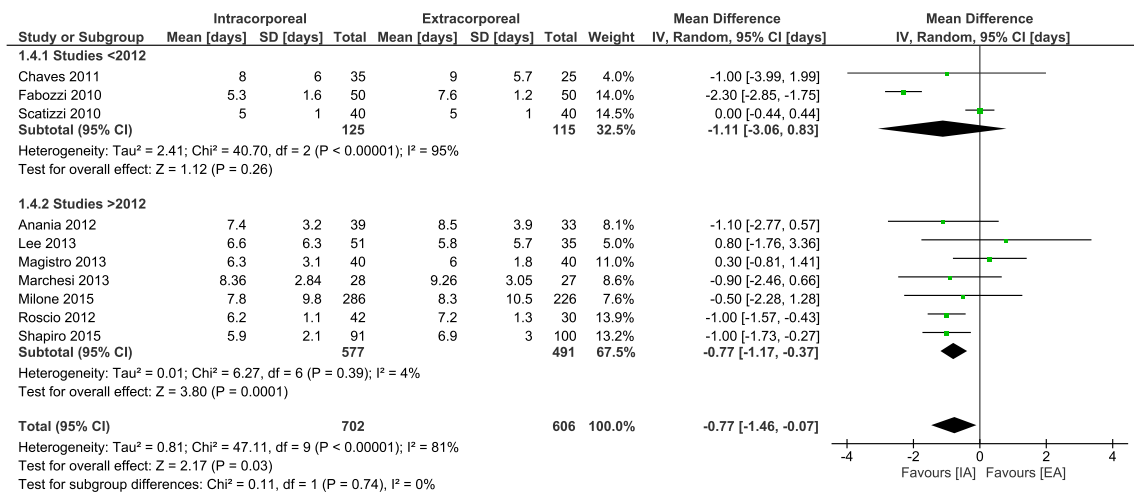 Intracorporeal Extracorporeal Mean Difference Mean Difference
Study or Subgroup Mean [days] SD [days] Total Mean [days] SD [days] Total Weight IV, Random, 95% CI [days] IV, Random, 95% CI [days]
1.4.1 Studies <2012
Chaves 2011 8 6 35 9 5.7 25 4.0% -1.00 [-3.99, 1.99]
Fabozzi 2010 5.3 1.6 50 7.6 1.2 50 14.0% -2.30 [-2.85, -1.75]
Scatizzi 2010 5 1 40 5 1 40 14.5% 0.00 [-0.44, 0.44]
Subtotal (95% CI) 125 115 32.5% -1.11 [-3.06, 0.83]
Heterogeneity: Tau² = 2.41; Chi² = 40.70, df = 2 (P < 0.00001); I² = 95%
Test for overall effect: Z = 1.12 (P = 0.26)
1.4.2 Studies >2012
Anania 2012 7.4 3.2 39 8.5 3.9 33 8.1% -1.10 [-2.77, 0.57]
Lee 2013 6.6 6.3 51 5.8 5.7 35 5.0% 0.80 [-1.76, 3.36]
Magistro 2013 6.3 3.1 40 6 1.8 40 11.0% 0.30 [-0.81, 1.41]
Marchesi 2013 8.36 2.84 28 9.26 3.05 27 8.6% -0.90 [-2.46, 0.66]
Milone 2015 7.8 9.8 286 8.3 10.5 226 7.6% -0.50 [-2.28, 1.28]
Roscio 2012 6.2 1.1 42 7.2 1.3 30 13.9% -1.00 [-1.57, -0.43]
Shapiro 2015 5.9 2.1 91 6.9 3 100 13.2% -1.00 [-1.73, -0.27]
Subtotal (95% CI) 577 491 67.5% -0.77 [-1.17, -0.37]
Heterogeneity: Tau² = 0.01; Chi² = 6.27, df = 6 (P = 0.39); I² = 4%
Test for overall effect: Z = 3.80 (P = 0.0001)
Total (95% CI) 702 606 100.0% -0.77 [-1.46, -0.07]
Heterogeneity: Tau² = 0.81; Chi² = 47.11, df = 9 (P < 0.00001); I² = 81%
Test for overall effect: Z = 2.17 (P = 0.03)
Test for subgroup differences: Chi² = 0.11, df = 1 (P = 0.74), I² = 0%
-4 -2 0 2 4
Favours [IA] Favours [EA]